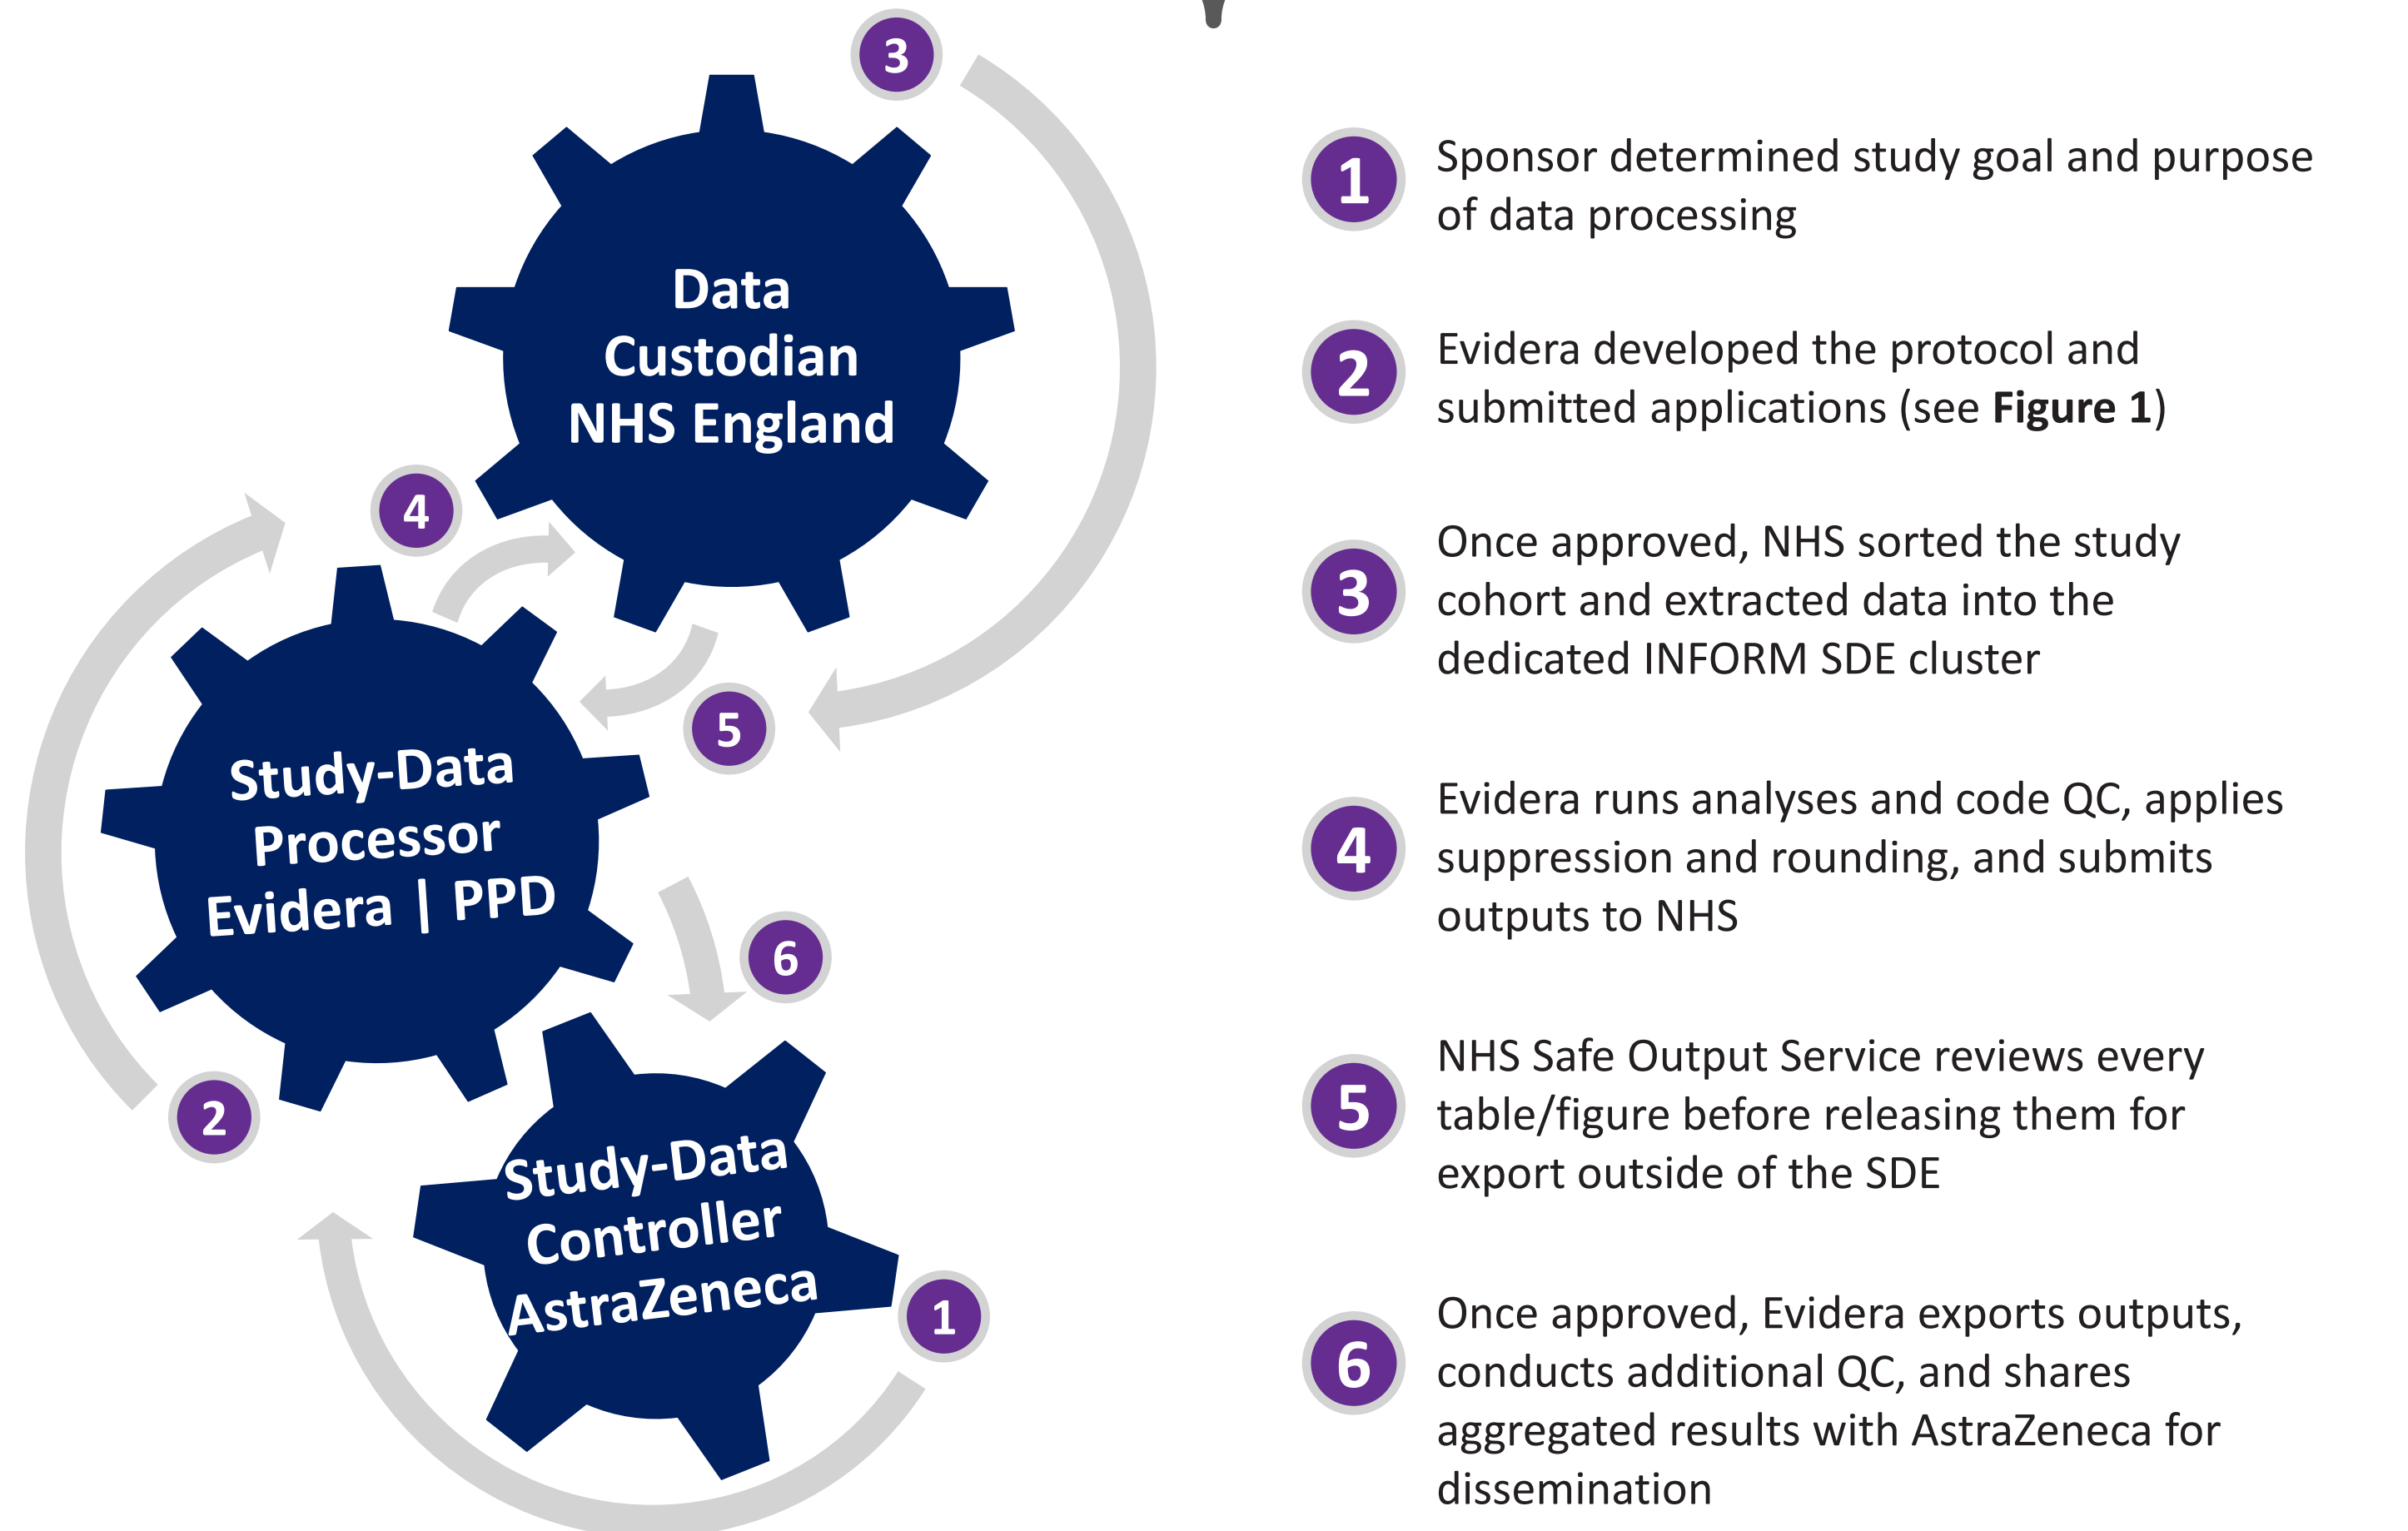 3
Data
Custodian
NHS England
4
5
Study-Data
Processor
Evidera | PPD
6
2
Study-Data
Controller
AstraZeneca
1
1
Sponsor determined study goal and purpose
of data processing
2
Evidera developed the protocol and
submitted applications (see Figure 1)
3
Once approved, NHS sorted the study
cohort and extracted data into the
dedicated INFORM SDE cluster
4
Evidera runs analyses and code QC, applies
suppression and rounding, and submits
outputs to NHS
5
NHS Safe Output Service reviews every
table/figure before releasing them for
export outside of the SDE
6
Once approved, Evidera exports outputs,
conducts additional QC, and shares
aggregated results with AstraZeneca for
dissemination